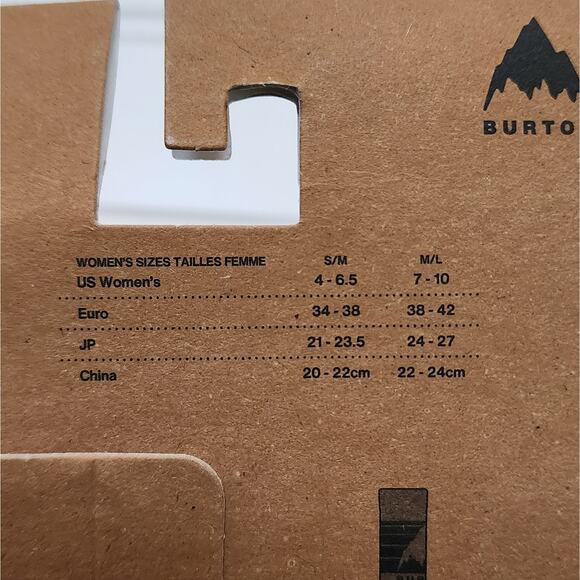 BURTO
WOMEN'S SIZES TAILLES FEMME S/M M/L
US Women's 4 - 6.5 7 - 10
Euro 34 - 38 38 - 42
JP 21 - 23.5 24 - 27
China 20 - 22cm 22 - 24cm